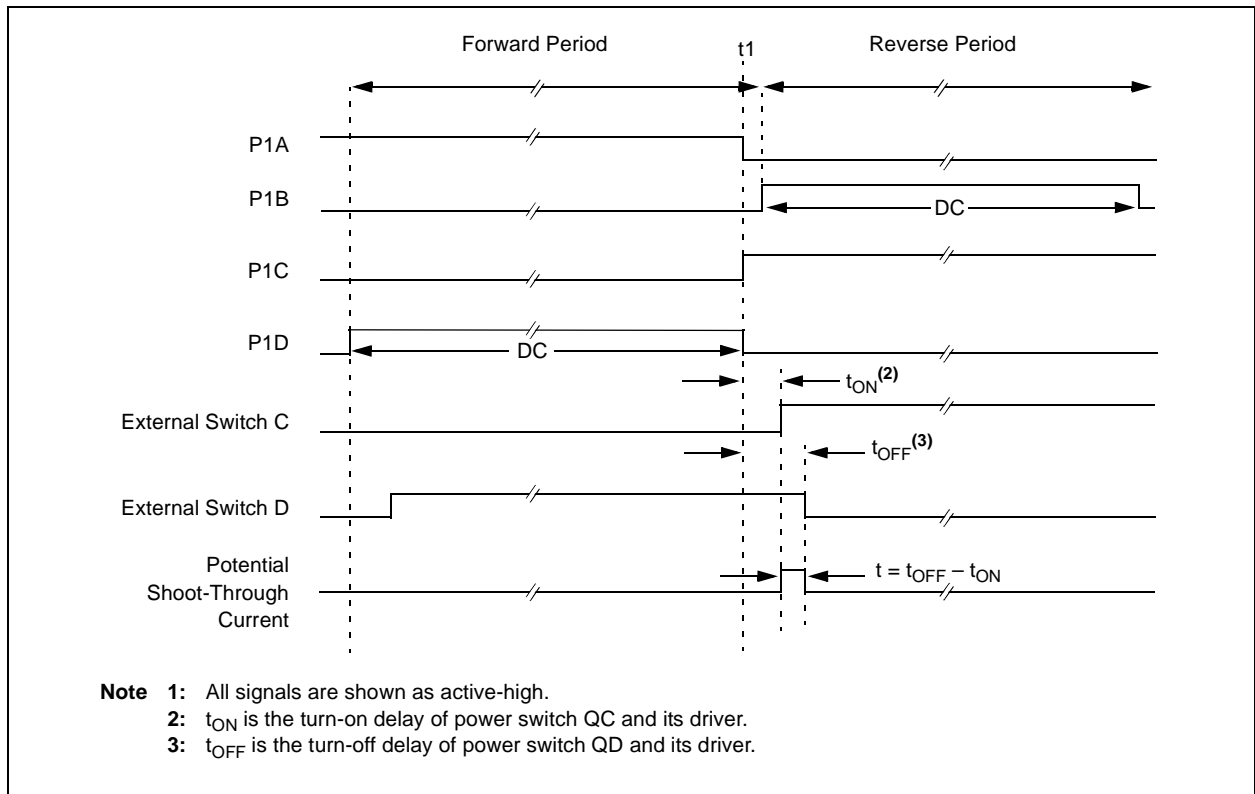 Forward Period
t1
Reverse Period
P1A
P1B
DC
P1C
P1D
DC
tON(2)
External Switch C
tOFF(3)
External Switch D
Potential
Shoot-Through
Current
t = tOFF – tON
Note 1: All signals are shown as active-high.
2: tON is the turn-on delay of power switch QC and its driver.
3: tOFF is the turn-off delay of power switch QD and its driver.